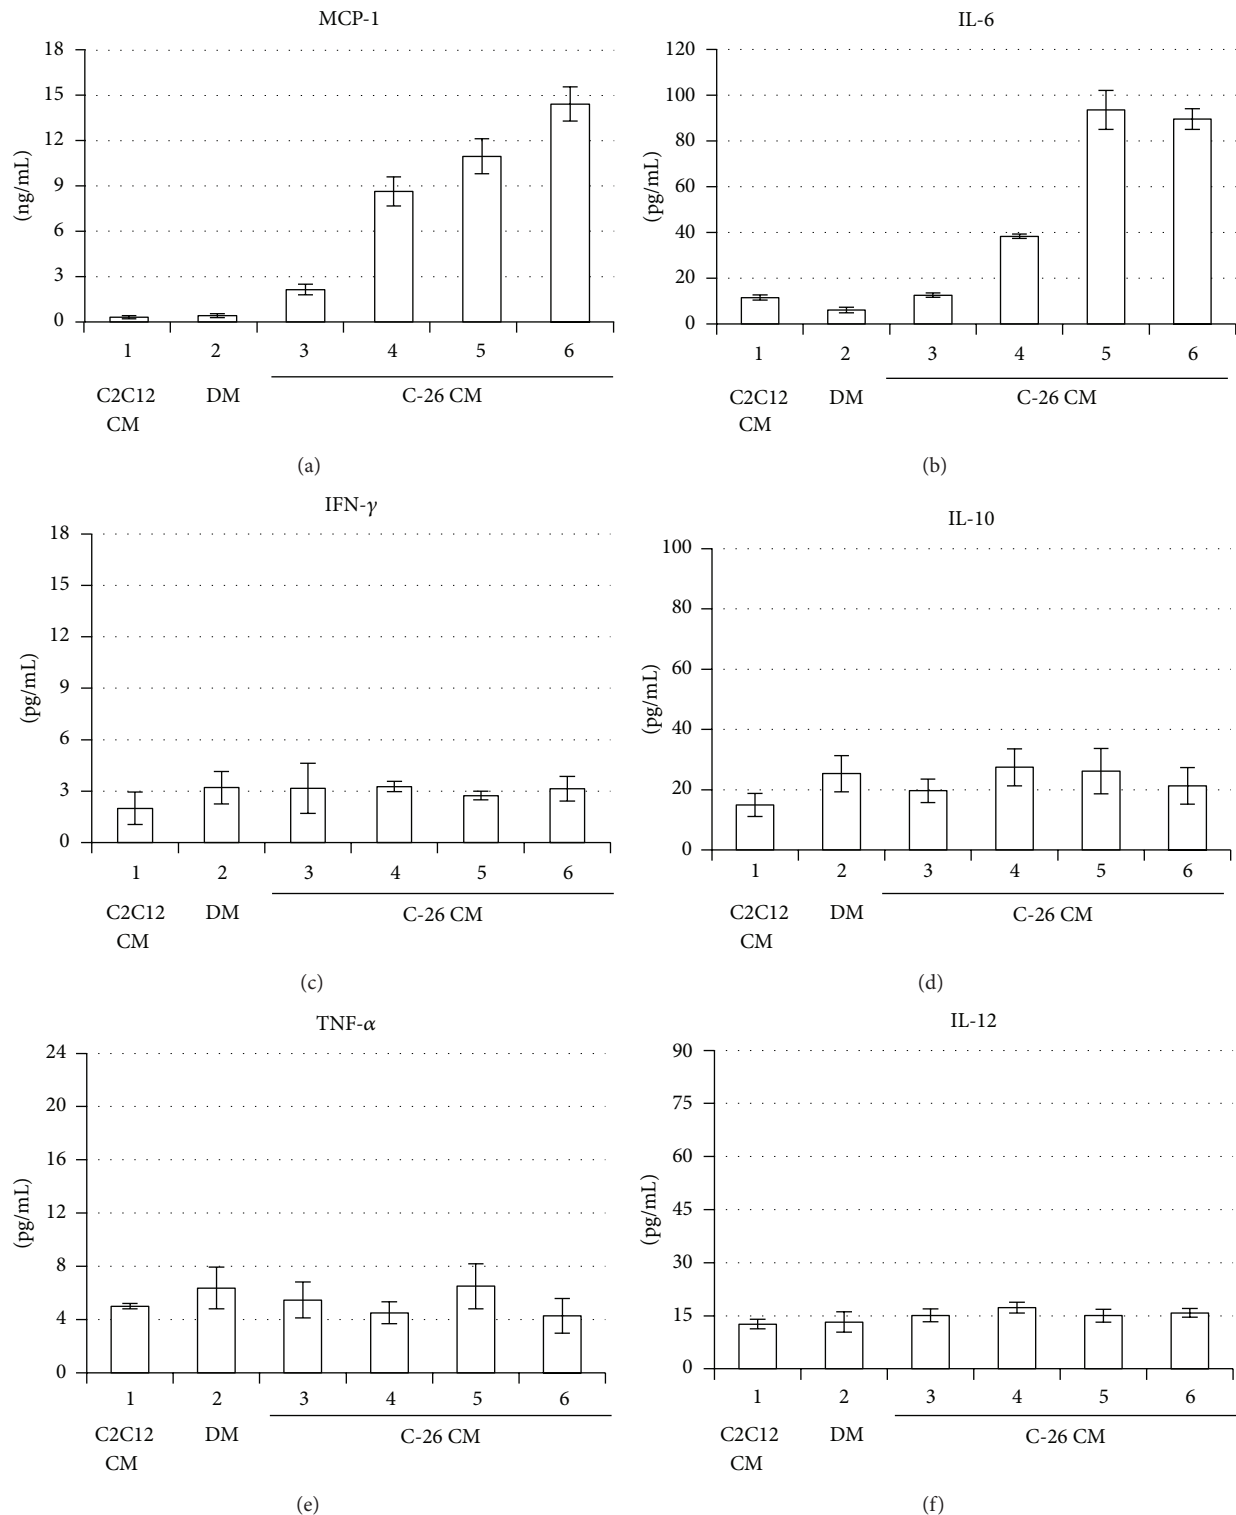 MCP-1
18
15
12
9
6
3
0
(ng/mL)
1 2 3 4 5 6
C2C12 DM C-26 CM
CM
(a)
IL-6
120
100
80
60
40
20
0
(pg/mL)
1 2 3 4 5 6
C2C12 DM C-26 CM
CM
(b)
IFN-γ
18
15
12
9
6
3
0
(pg/mL)
1 2 3 4 5 6
C2C12 DM C-26 CM
CM
(c)
IL-10
100
80
60
40
20
0
(pg/mL)
1 2 3 4 5 6
C2C12 DM C-26 CM
CM
(d)
TNF-α
24
20
16
12
8
4
0
(pg/mL)
1 2 3 4 5 6
C2C12 DM C-26 CM
CM
(e)
IL-12
90
75
60
45
30
15
0
(pg/mL)
1 2 3 4 5 6
C2C12 DM C-26 CM
CM
(f)